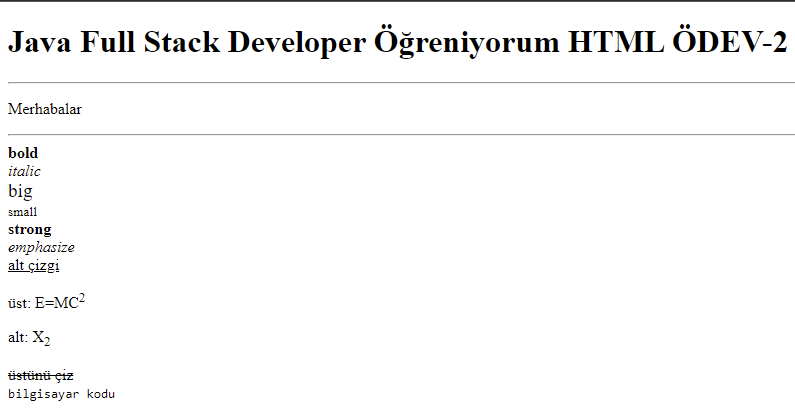 Java Full Stack Developer Öğreniyorum HTML ÖDEV-2
Merhabalar
bold
italic
big
small
strong
emphasize
alt çizgi
üst: E=MC²
alt: X₂
üstünü çiz
bilgisayar kodu